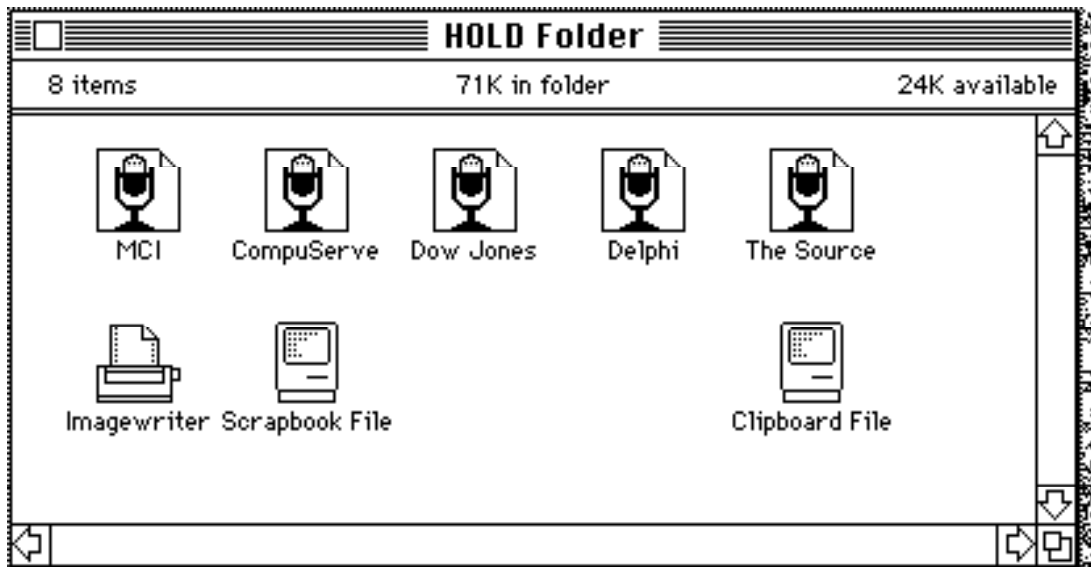 HOLD Folder
8 items 71K in folder 24K available
MCI CompuServe Dow Jones Delphi The Source
Imagewriter Scrapbook File Clipboard File